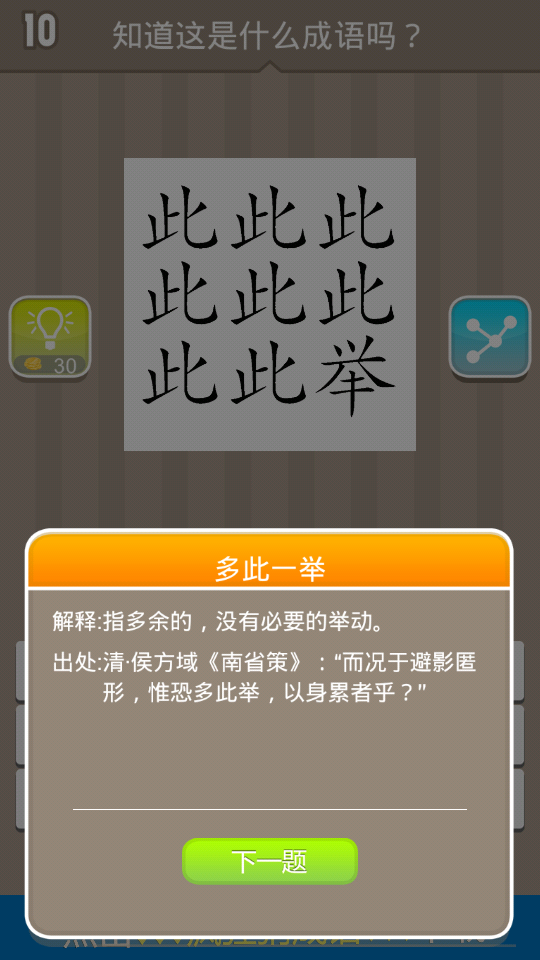 10
知道这是什么成语吗？
此此此
此此此
此此举
30
多此一举
解释:指多余的，没有必要的举动。
出处:清·侯方域《南省策》：“而况于避影匿
形，惟恐多此举，以身累者乎？”
下一题